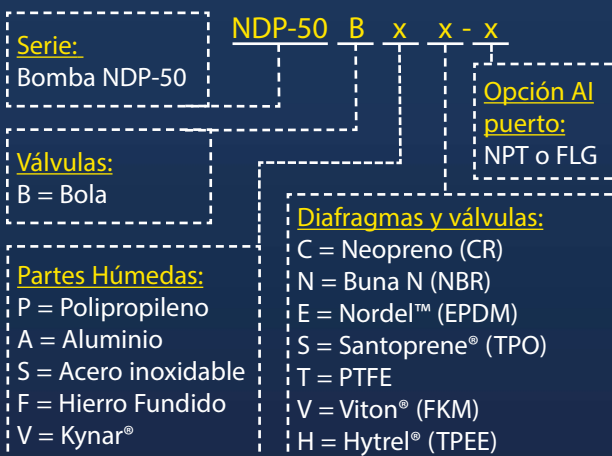 NDP-50 B x x - x
Serie:
Bomba NDP-50
Opción Al
puerto:
NPT o FLG
Válvulas:
B = Bola
Diafragmas y válvulas:
C = Neopreno (CR)
N = Buna N (NBR)
E = Nordel™ (EPDM)
S = Santoprene® (TPO)
T = PTFE
V = Viton® (FKM)
H = Hytrel® (TPEE)
Partes Húmedas:
P = Polipropileno
A = Aluminio
S = Acero inoxidable
F = Hierro Fundido
V = Kynar®